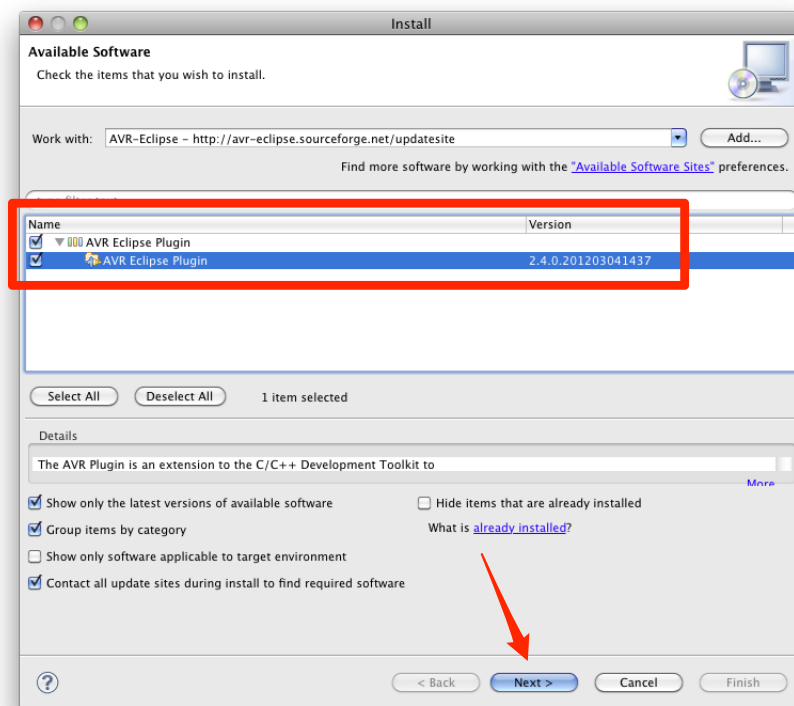 Install
Available Software
Check the items that you wish to install.
Work with: AVR-Eclipse - http://avr-eclipse.sourceforge.net/updatesite Add...
Find more software by working with the "Available Software Sites" preferences.
Name Version
AVR Eclipse Plugin
AVR Eclipse Plugin 2.4.0.201203041437
Select All Deselect All 1 item selected
Details
The AVR Plugin is an extension to the C/C++ Development Toolkit to
More
Show only the latest versions of available software Hide items that are already installed
Group items by category What is already installed?
Show only software applicable to target environment
Contact all update sites during install to find required software
? < Back Next > Cancel Finish